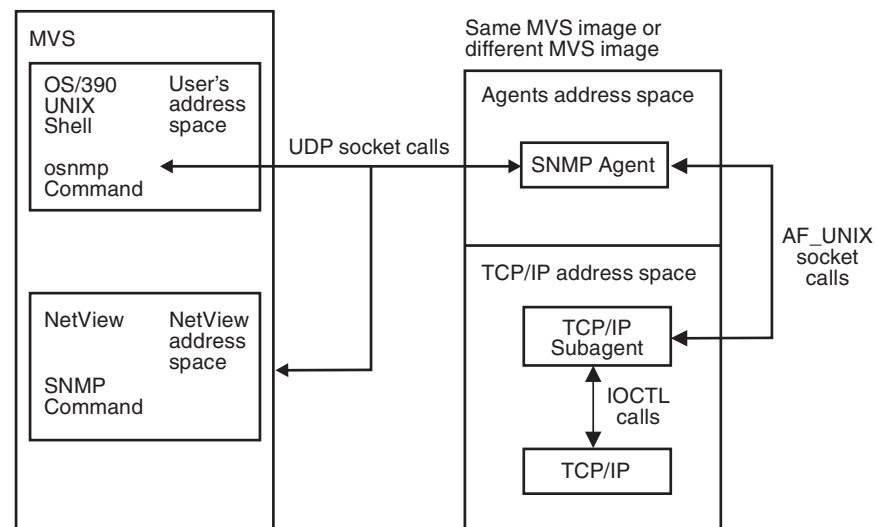 MVS
OS/390
UNIX
Shell
User's
address
space
osnmp
Command
NetView
NetView
address
space
SNMP
Command
UDP socket calls
Same MVS image or
different MVS image
Agents address space
SNMP Agent
AF_UNIX
socket
calls
TCP/IP address space
TCP/IP
Subagent
IOCTL
calls
TCP/IP